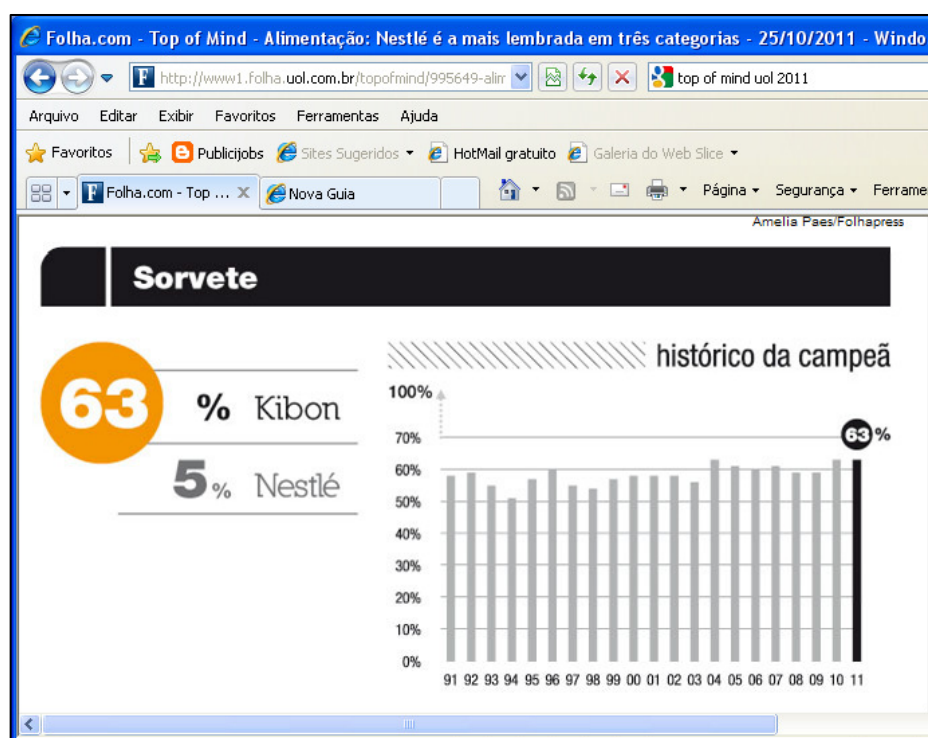 Folha.com - Top of Mind - Alimentação: Nestlé é a mais lembrada em três categorias - 25/10/2011 - Windo
http://www1.folha.uol.com.br/topofmind/995649-alir
top of mind uol 2011
Arquivo Editar Exibir Favoritos Ferramentas Ajuda
Favoritos Publicijobs Sites Sugeridos HotMail gratuito Galeria do Web Slice
Folha.com - Top ... Nova Guia Página Segurança Ferrame
Amelia Paes/Folhapress
Sorvete
histórico da campeã
63 % Kibon
5% Nestlé
100%
70%
60%
50%
40%
30%
20%
10%
0%
63%
91 92 93 94 95 96 97 98 99 00 01 02 03 04 05 06 07 08 09 10 11